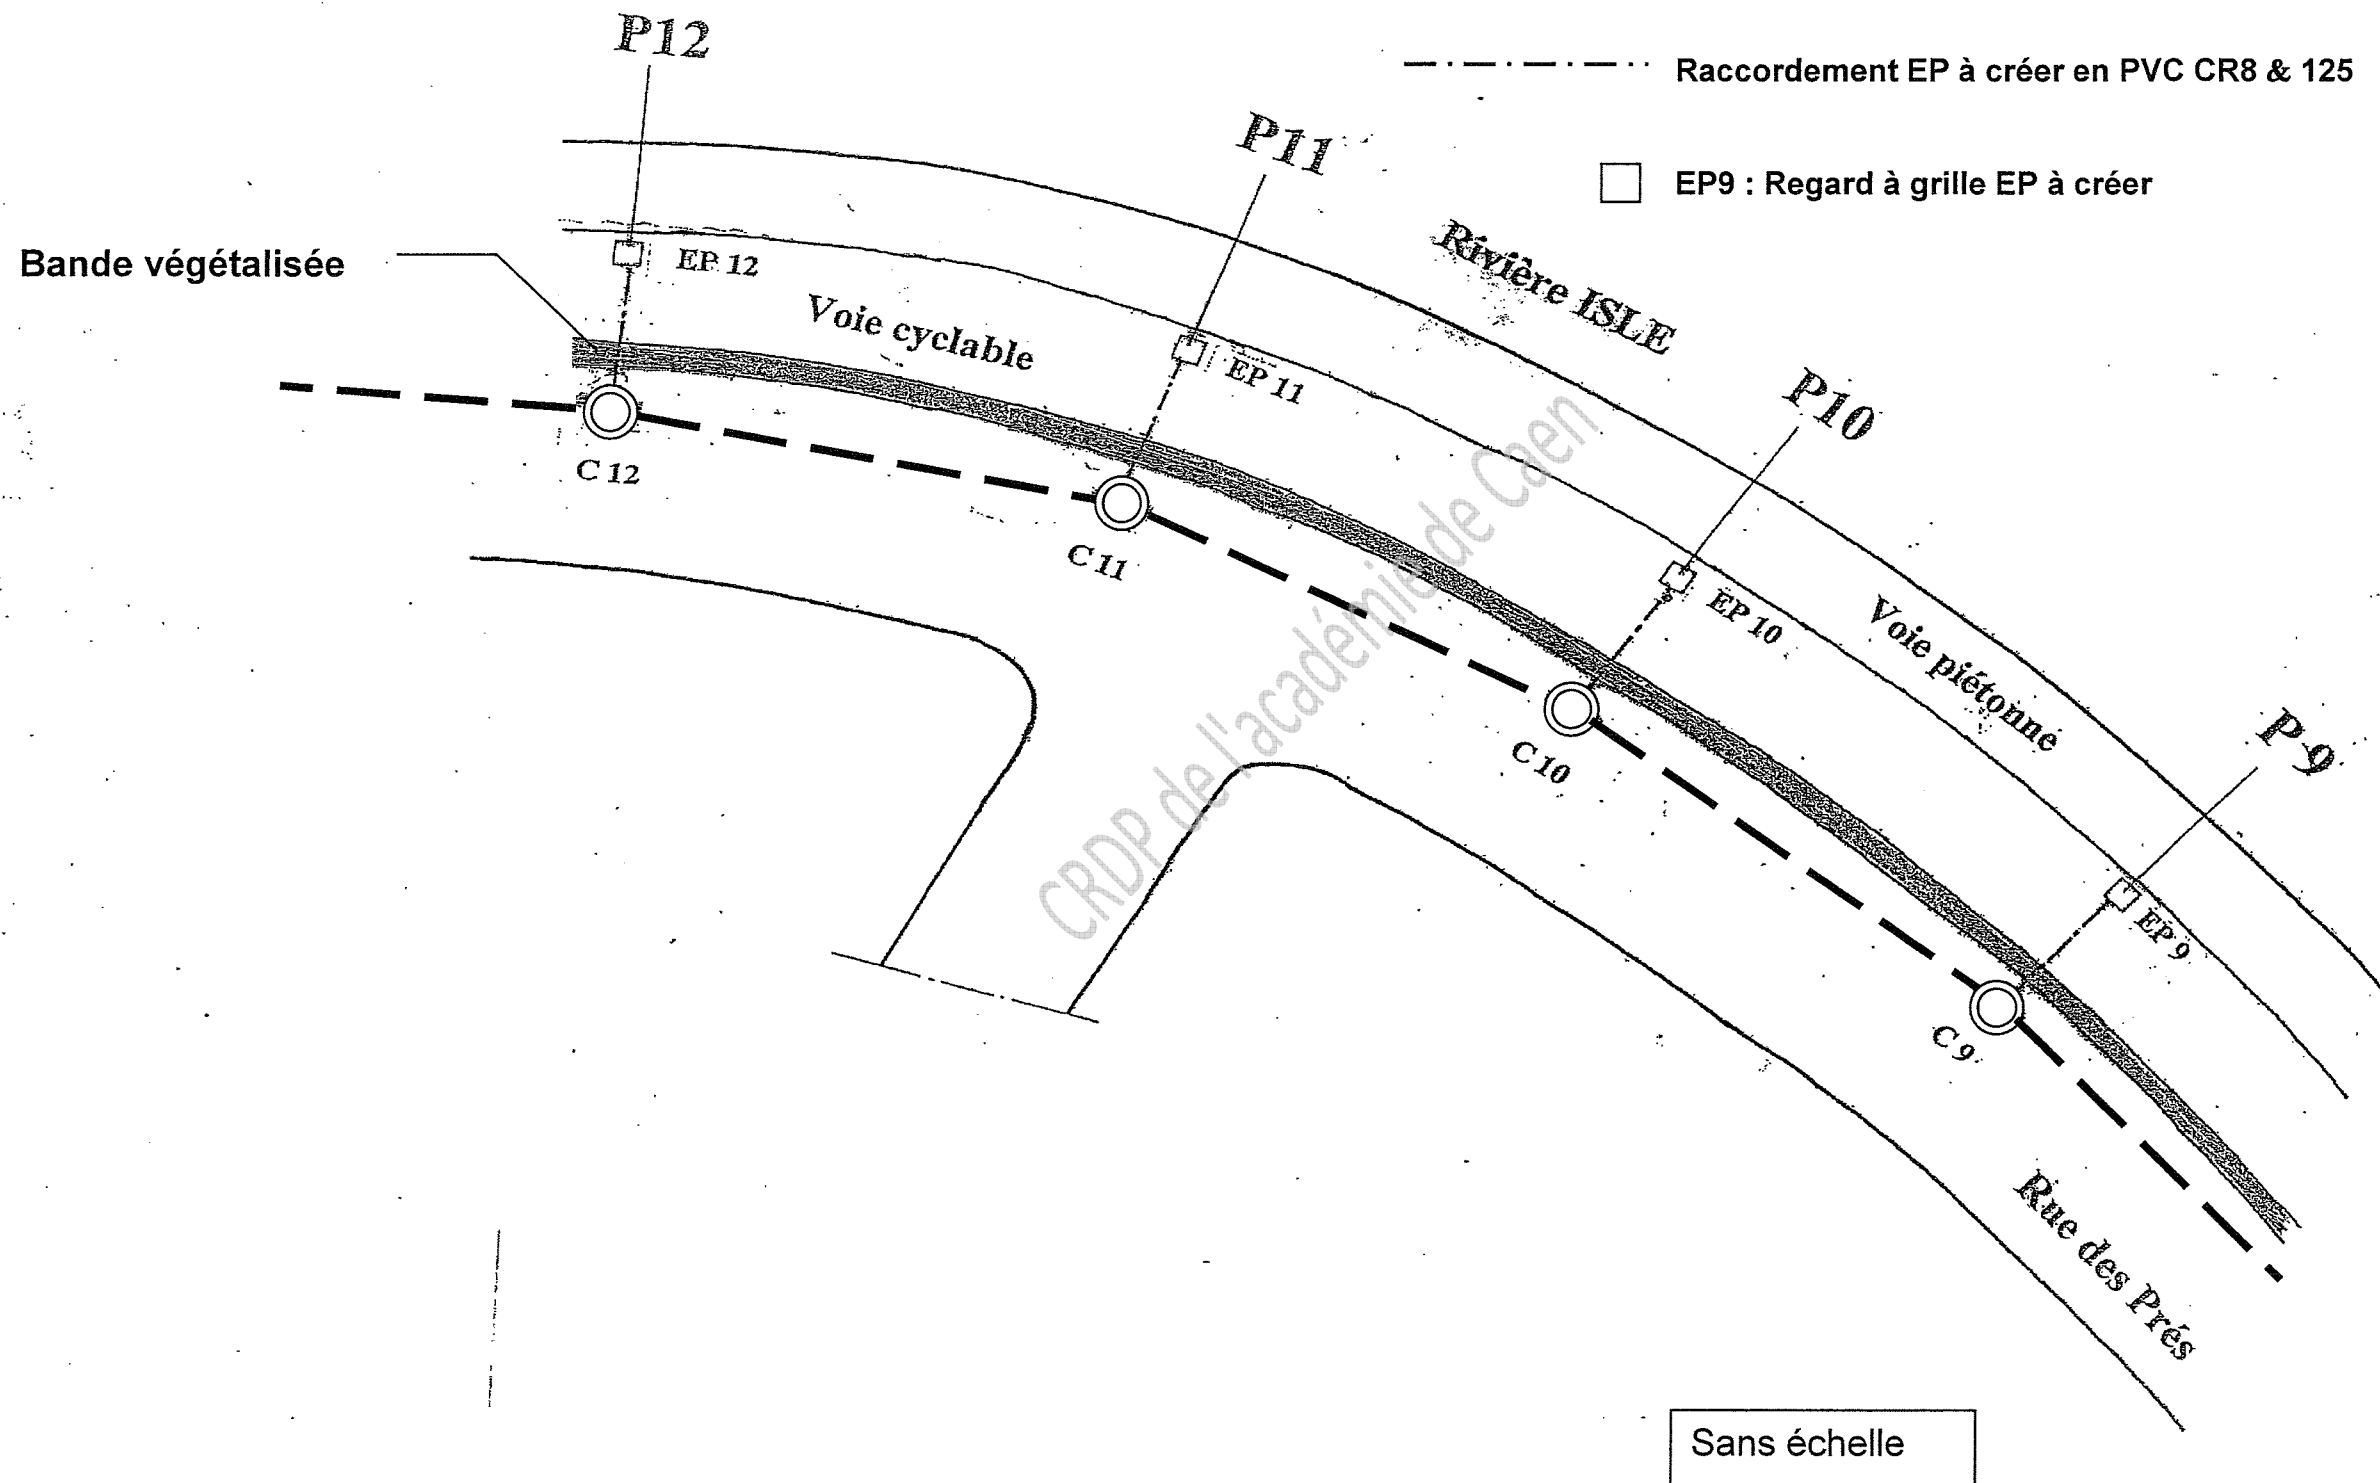 P12
Raccordement EP à créer en PVC CR8 & 125
P11
EP9 : Regard à grille EP à créer
Rivière ISLE
Bande végétalisée
EP 12
Voie cyclable
EP 11
P10
C 12
C 11
EP 10
Voie piétonne
C 10
P 9
EP 9
C 9
CRDP de l'académie de Caen
Rue des Prés
Sans échelle